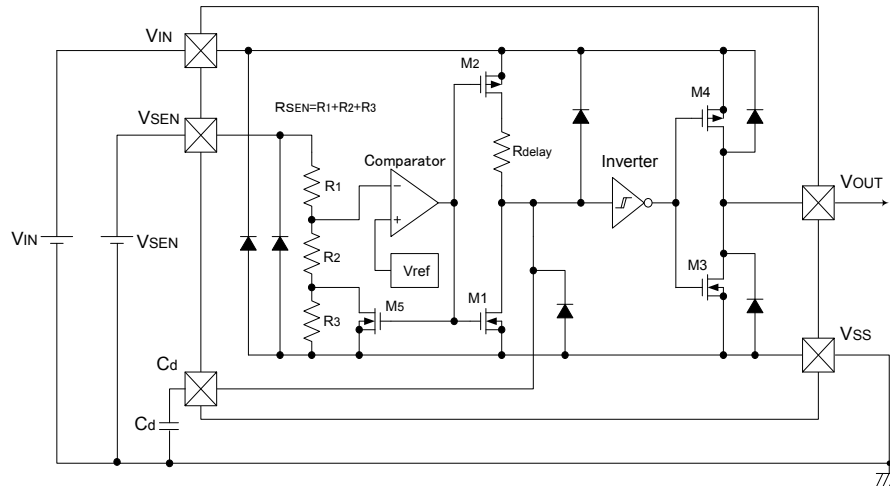 VIN
M2
M4
RSEN=R1+R2+R3
VSEN
Comparator
Rdelay
Inverter
R1
−
+
VOUT
VIN
VSEN
R2
Vref
M3
R3
M5
M1
VSS
Cd
Cd